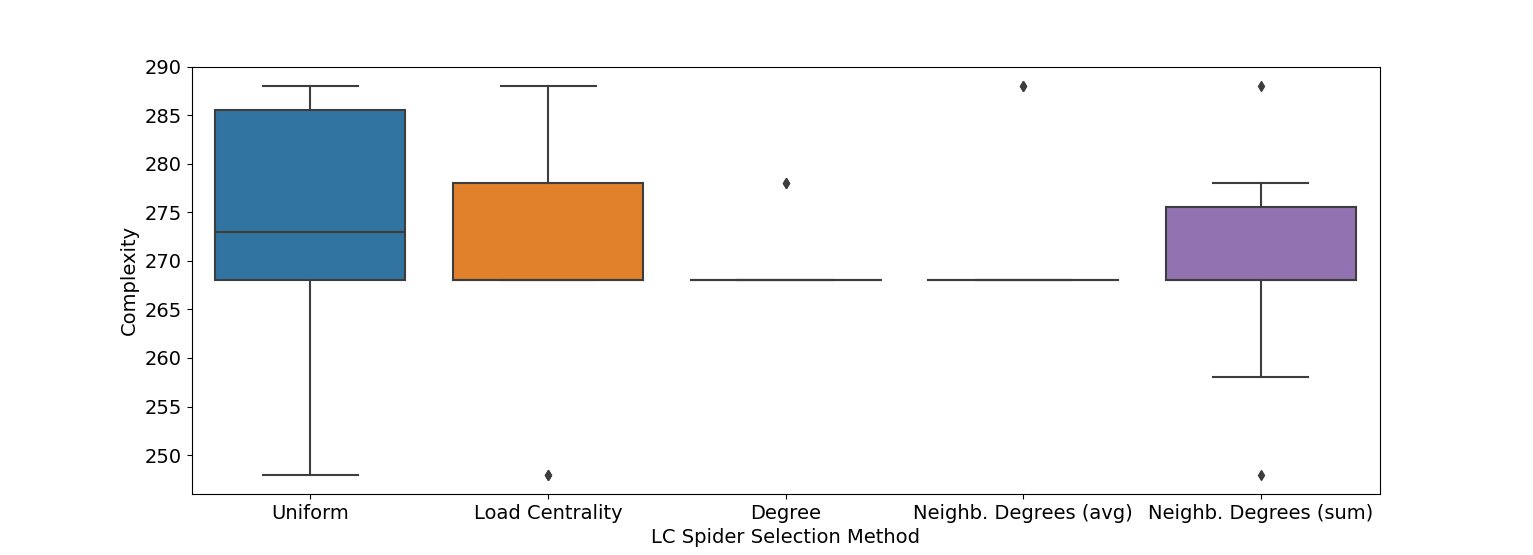 290
285
280
275
270
265
260
255
250
Complexity
Uniform
Load Centrality
Degree
Neighb. Degrees (avg)
Neighb. Degrees (sum)
LC Spider Selection Method